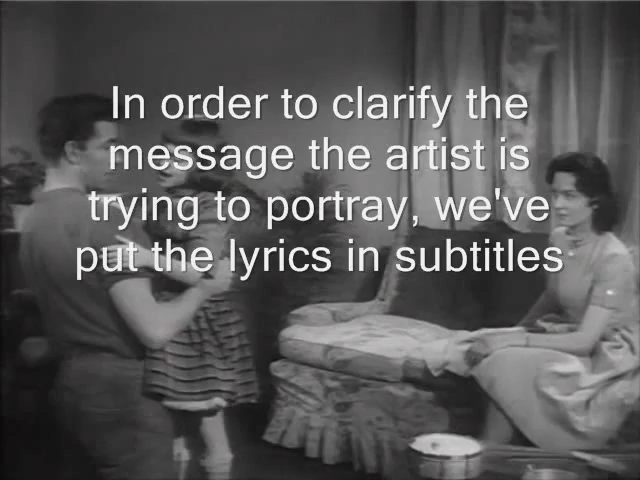 In order to clarify the
message the artist is
trying to portray, we've
put the lyrics in subtitles